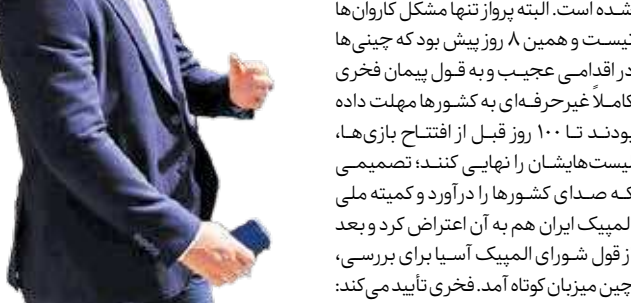 شده است. البته پرواز تنها مشکل کاروان‌ها
نیست و همین ۸ روز پیش بود که چینی‌ها
در اقدامی عجیب و به قول پیمان فخری
کاملاً غیرحرفه‌ای به کشورها مهلت داده
بودند تا ۱۰۰ روز قبل از افتتاح بازی‌ها،
لیست‌هایشان را نهایی کنند؛ تصمیمی
که صدای کشورها را درآورد و کمیته ملی
المپیک ایران هم به آن اعتراض کرد و بعد
از قول شورای المپیک آسیا برای بررسی،
چین میزبان کوتاه آمد. فخری تأیید می‌کند: